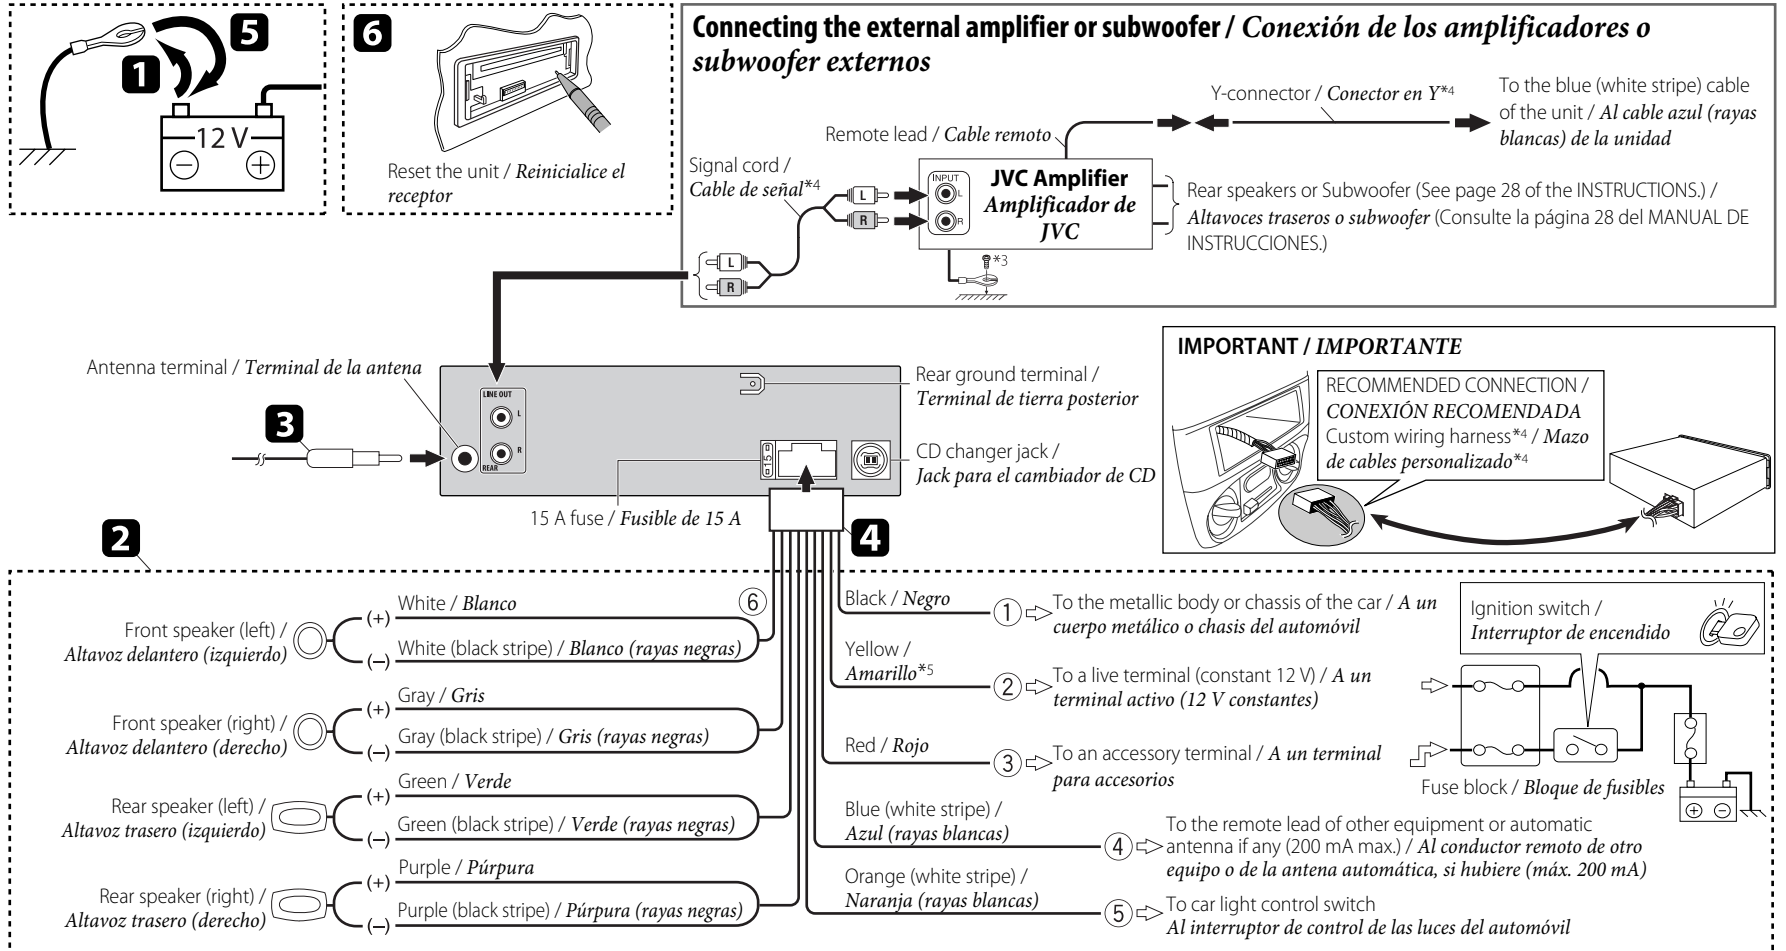 5
1
12 V
6
Reset the unit / Reinicialice el
receptor
Connecting the external amplifier or subwoofer / Conexión de los amplificadores o
subwoofer externos
Y-connector / Conector en Y*4
To the blue (white stripe) cable
of the unit / Al cable azul (rayas
blancas) de la unidad
Remote lead / Cable remoto
Signal cord /
Cable de señal*4
L
R
INPUT
L
R
JVC Amplifier
Amplificador de
JVC
Rear speakers or Subwoofer (See page 28 of the INSTRUCTIONS.) /
Altavoces traseros o subwoofer (Consulte la página 28 del MANUAL DE
INSTRUCCIONES.)
*3
L
R
Antenna terminal / Terminal de la antena
3
LINE OUT
L
R
REAR
15
Rear ground terminal /
Terminal de tierra posterior
CD changer jack /
Jack para el cambiador de CD
15 A fuse / Fusible de 15 A
IMPORTANT / IMPORTANTE
RECOMMENDED CONNECTION /
CONEXIÓN RECOMENDADA
Custom wiring harness*4 / Mazo
de cables personalizado*4
2
4
Front speaker (left) /
Altavoz delantero (izquierdo)
(+)
White / Blanco
(–)
White (black stripe) / Blanco (rayas negras)
6
Front speaker (right) /
Altavoz delantero (derecho)
(+)
Gray / Gris
(–)
Gray (black stripe) / Gris (rayas negras)
Rear speaker (left) /
Altavoz trasero (izquierdo)
(+)
Green / Verde
(–)
Green (black stripe) / Verde (rayas negras)
Rear speaker (right) /
Altavoz trasero (derecho)
(+)
Purple / Púrpura
(–)
Purple (black stripe) / Púrpura (rayas negras)
Black / Negro
1
To the metallic body or chassis of the car / A un
cuerpo metálico o chasis del automóvil
Yellow /
Amarillo*5
2
To a live terminal (constant 12 V) / A un
terminal activo (12 V constantes)
Red / Rojo
3
To an accessory terminal / A un terminal
para accesorios
Blue (white stripe) /
Azul (rayas blancas)
4
To the remote lead of other equipment or automatic
antenna if any (200 mA max.) / Al conductor remoto de otro
equipo o de la antena automática, si hubiere (máx. 200 mA)
Orange (white stripe) /
Naranja (rayas blancas)
5
To car light control switch
Al interruptor de control de las luces del automóvil
Ignition switch /
Interruptor de encendido
Fuse block / Bloque de fusibles